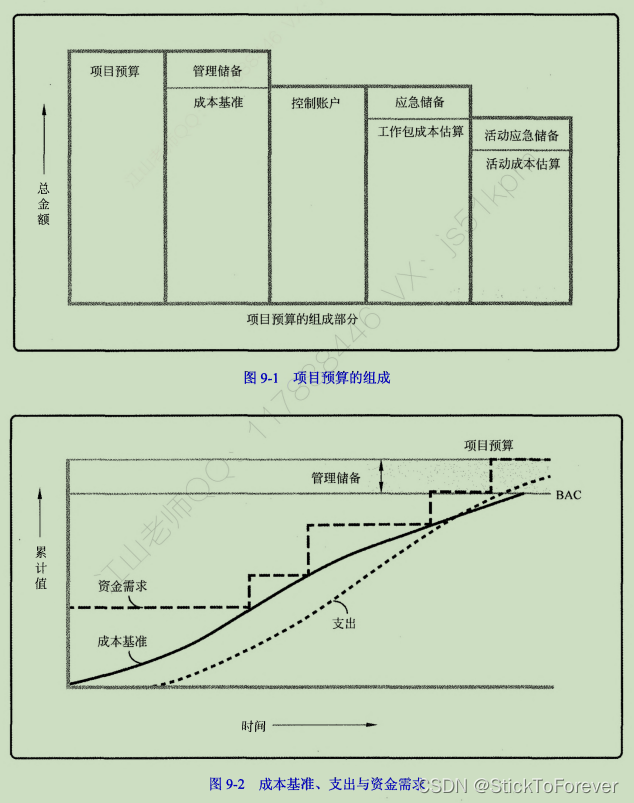 项目预算
管理储备
成本基准
控制账户
应急储备
工作包成本估算
活动应急储备
活动成本估算
总金额
项目预算的组成部分
图 9-1 项目预算的组成
项目预算
管理储备
BAC
累计值
资金需求
成本基准
支出
时间
图 9-2 成本基准、支出与资金需求
江山老师QQ：117838446 VX：js51kpm
CSDN @StickToForever